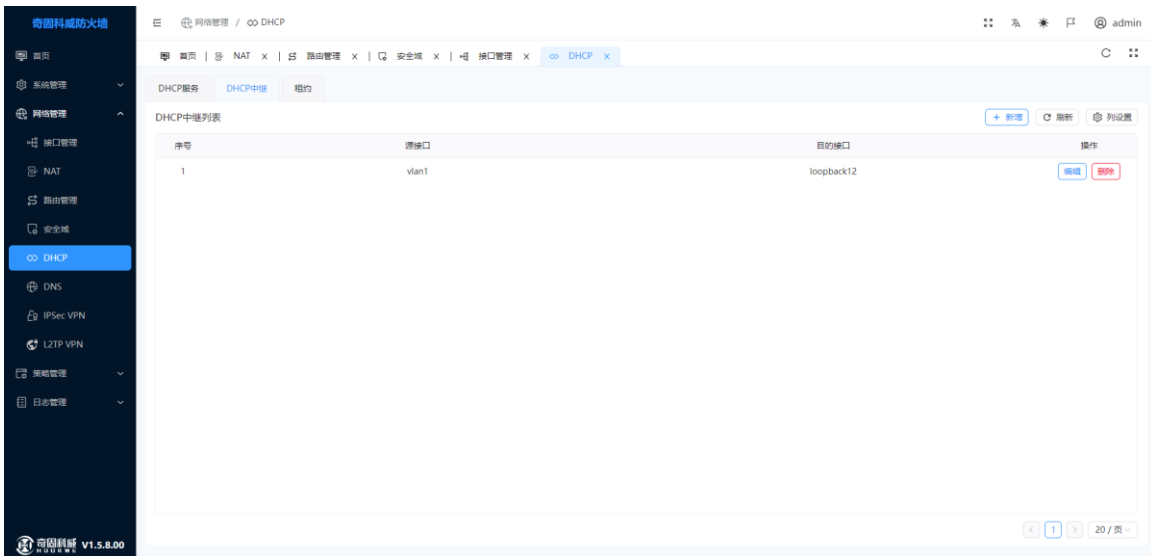 奇固科威防火墙
网络管理 / DHCP
admin
首页 | NAT x | 路由管理 x | 安全域 x | 接口管理 x DHCP x
首页
系统管理
网络管理
接口管理
NAT
路由管理
安全域
DHCP
DNS
IPSec VPN
L2TP VPN
策略管理
日志管理
DHCP服务 DHCP中继 租约
DHCP中继列表
+ 新增 刷新 列设置
序号 源接口 目的接口 操作
1 vlan1 loopback12 编辑 删除
< 1 > 20 / 页
奇固科威 V1.5.8.00